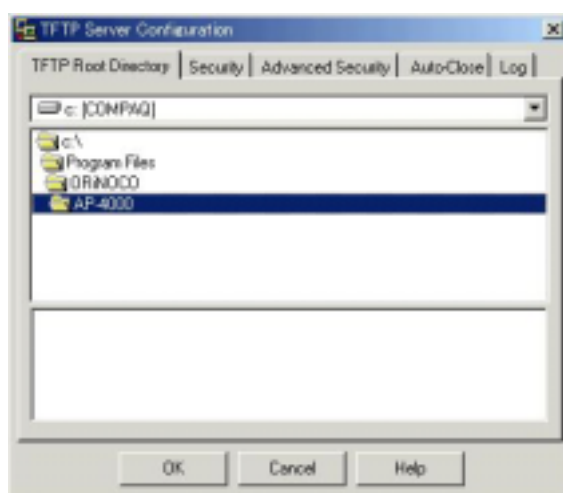 TFTP Server Configuration
TFTP Root Directory Security Advanced Security Auto-Close Log
c: [COMPAQ]
c:\
Program Files
ORiNOCO
AP-4000
OK Cancel Help